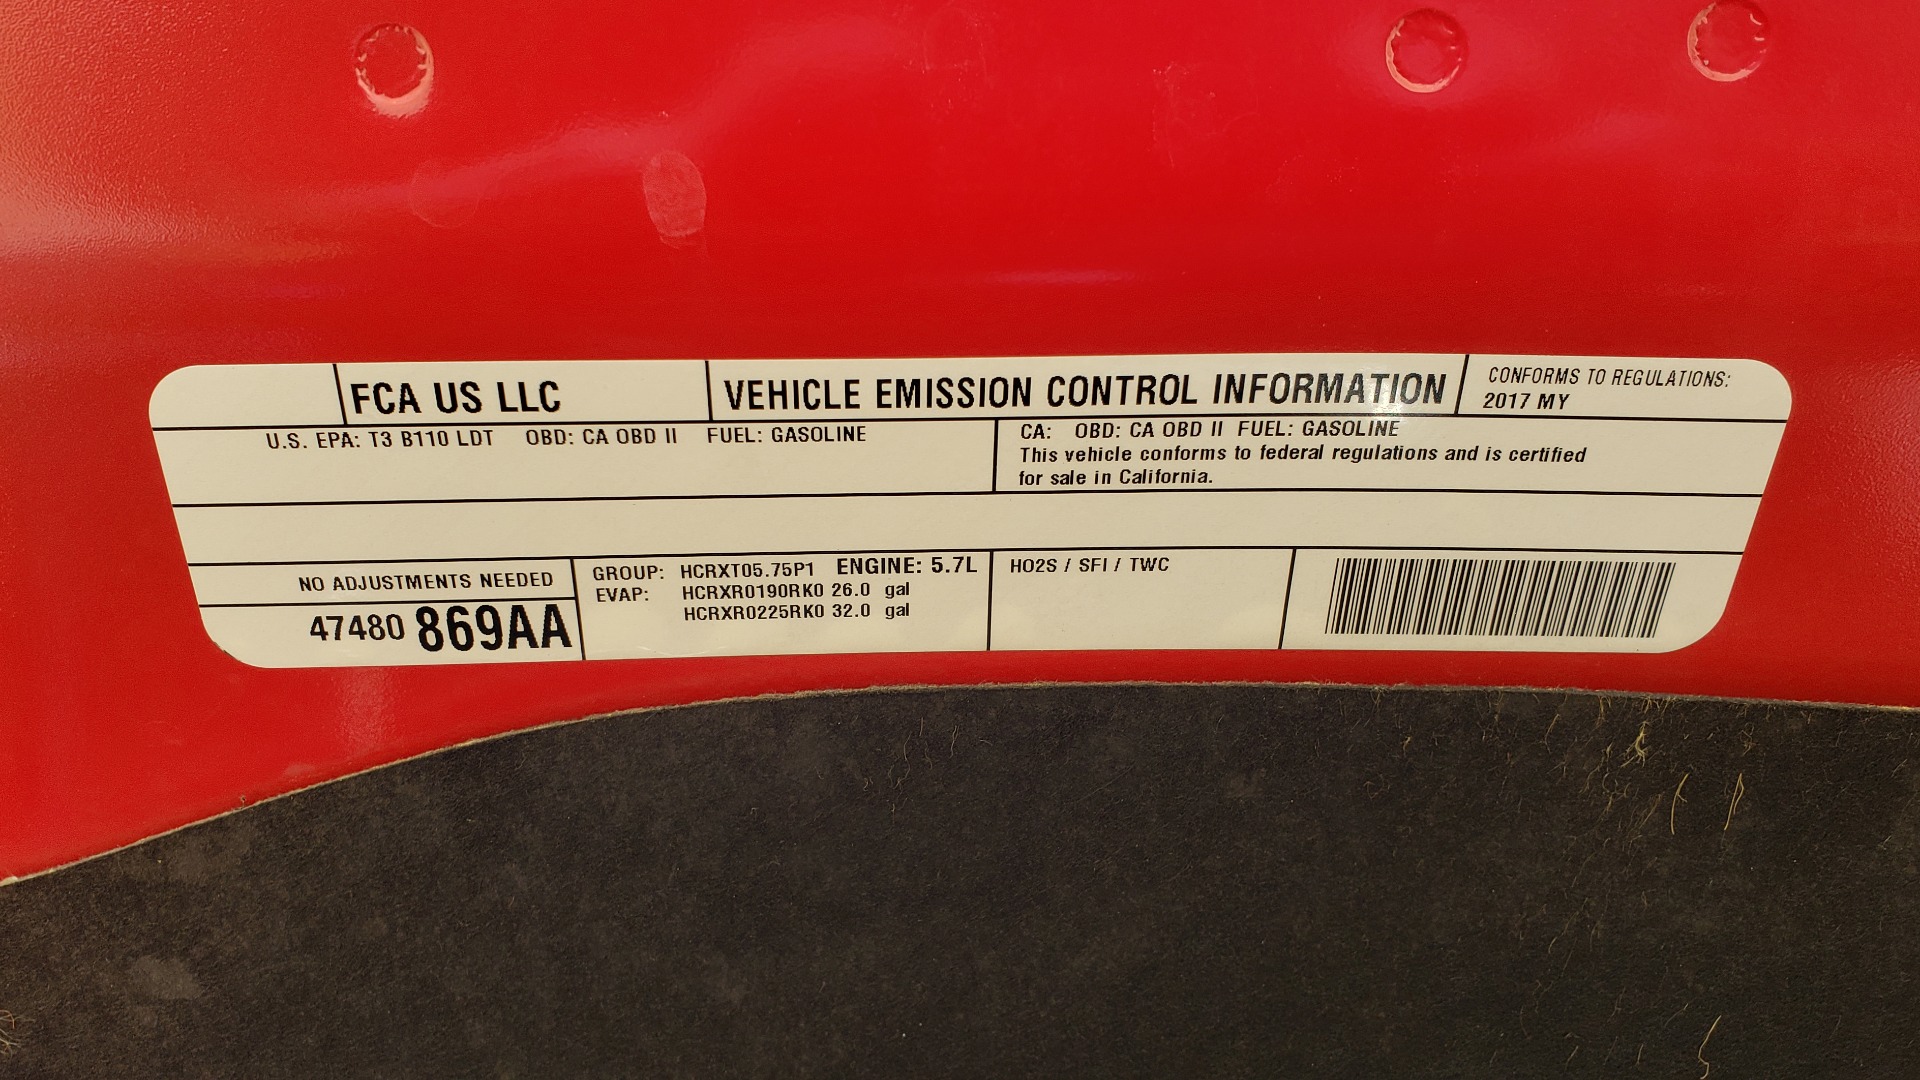 FCA US LLC
VEHICLE EMISSION CONTROL INFORMATION
CONFORMS TO REGULATIONS:
2017 MY
U.S. EPA: T3 B110 LDT OBD: CA OBD II FUEL: GASOLINE
CA: OBD: CA OBD II FUEL: GASOLINE
This vehicle conforms to federal regulations and is certified
for sale in California.
NO ADJUSTMENTS NEEDED
47480 869AA
GROUP: HCRXT05.75P1 ENGINE: 5.7L
EVAP: HCRXR0190RK0 26.0 gal
HCRXR0225RK0 32.0 gal
HO2S / SFI / TWC